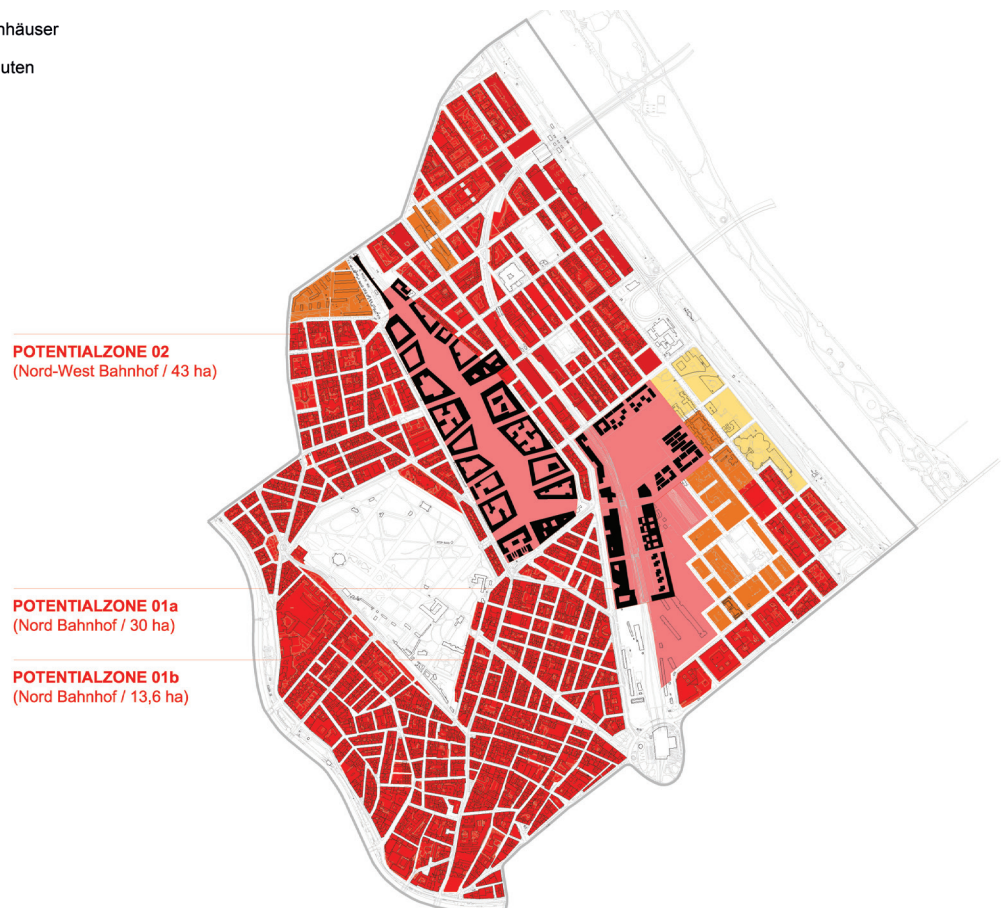 nhäuser
uten
POTENTIALZONE 02
(Nord-West Bahnhof / 43 ha)
POTENTIALZONE 01a
(Nord Bahnhof / 30 ha)
POTENTIALZONE 01b
(Nord Bahnhof / 13,6 ha)